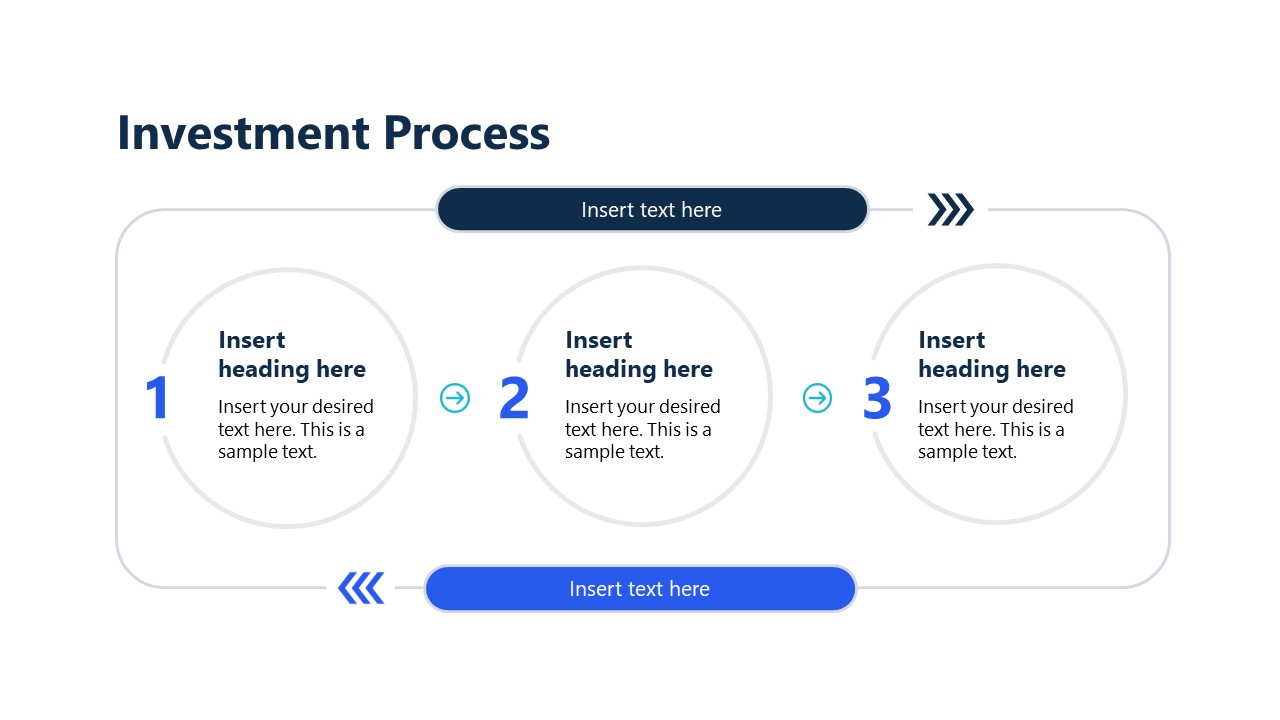 Investment Process
Insert text here
1
Insert
heading here
Insert your desired
text here. This is a
sample text.
2
Insert
heading here
Insert your desired
text here. This is a
sample text.
3
Insert
heading here
Insert your desired
text here. This is a
sample text.
Insert text here